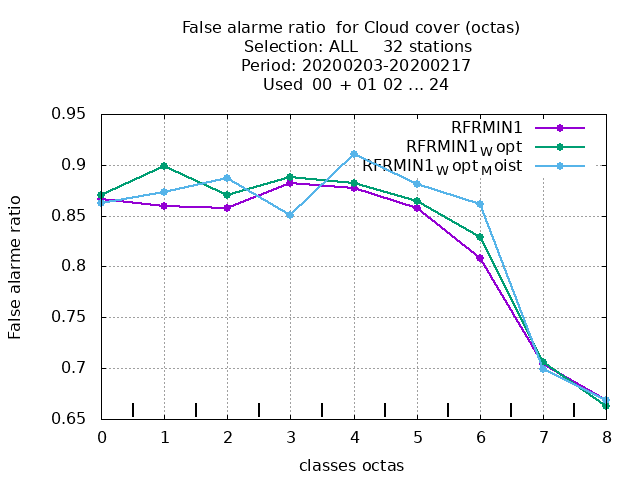 False alarme ratio  for Cloud cover (octas)
Selection: ALL     32 stations
Period: 20200203-20200217
Used  00 + 01 02 ... 24
RFRMIN1
RFRMIN1W opt
RFRMIN1W optM oist
False alarme ratio
0.95
0.9
0.85
0.8
0.75
0.7
0.65
0 1 2 3 4 5 6 7 8
classes octas